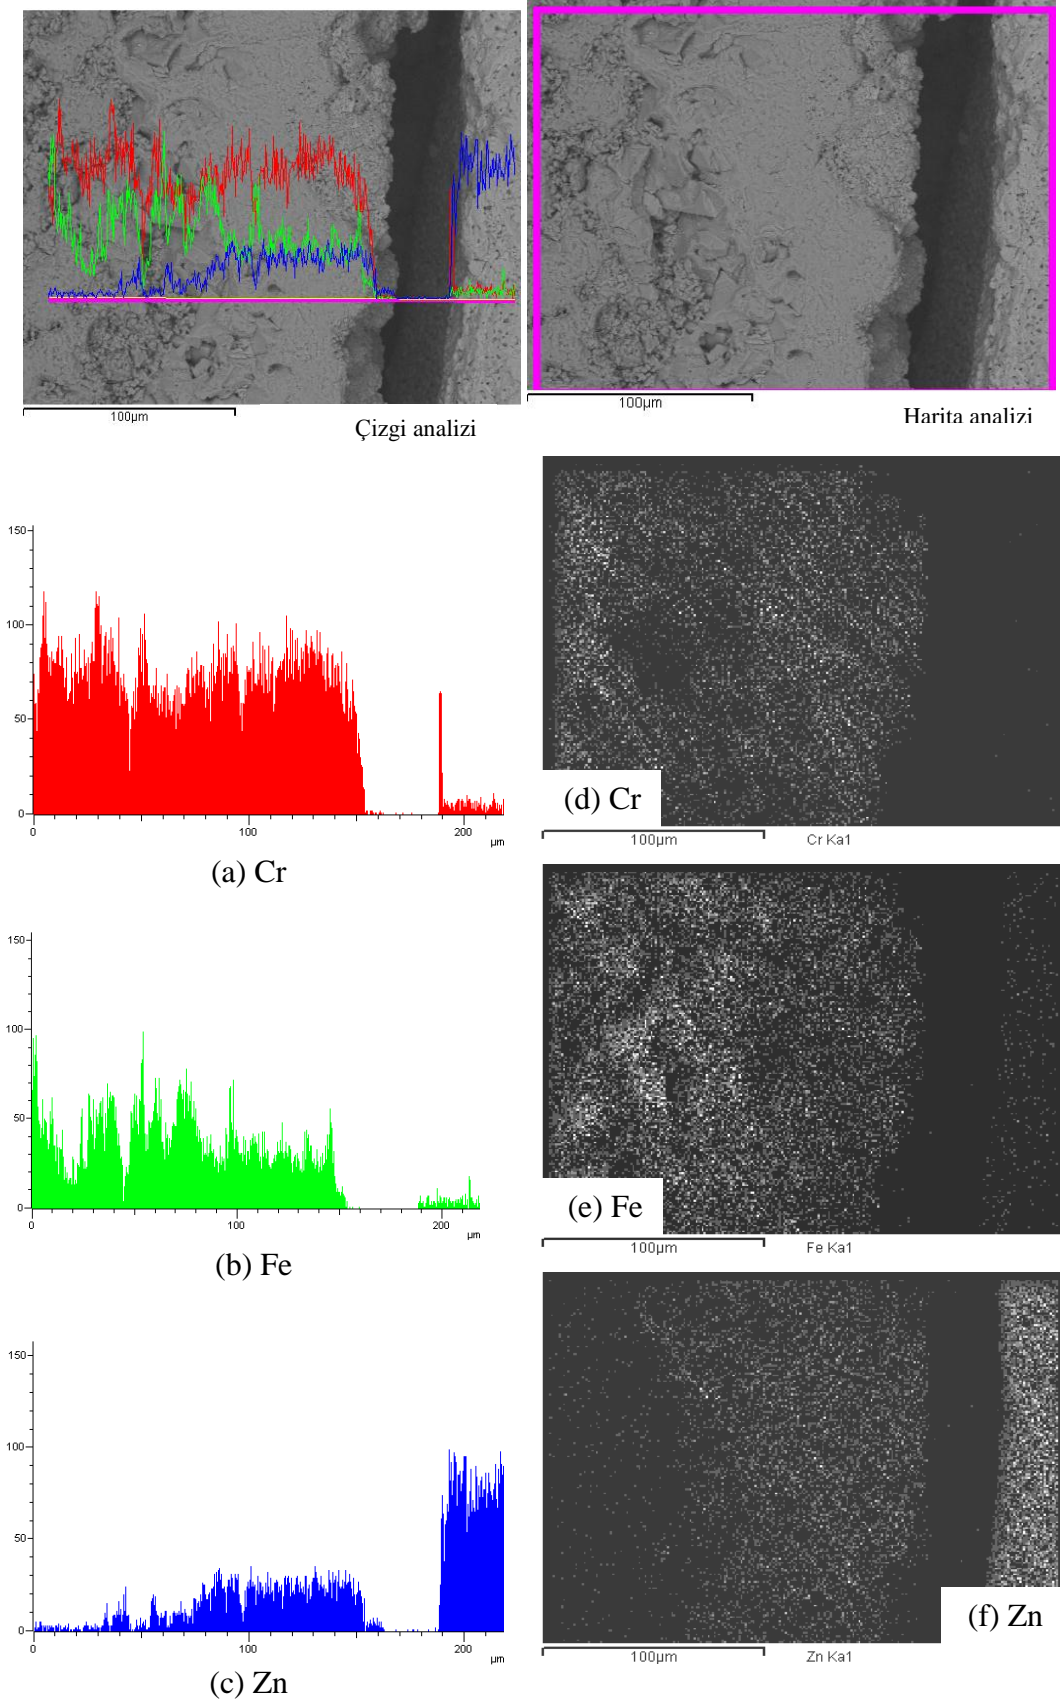 100µm
Çizgi analizi
100µm
Harita analizi
150
100
50
0
0 100 200
µm
(a) Cr
(d) Cr
100µm Cr Ka1
150
100
50
0
0 100 200
µm
(b) Fe
(e) Fe
100µm Fe Ka1
150
100
50
0
0 100 200
µm
(c) Zn
(f) Zn
100µm Zn Ka1